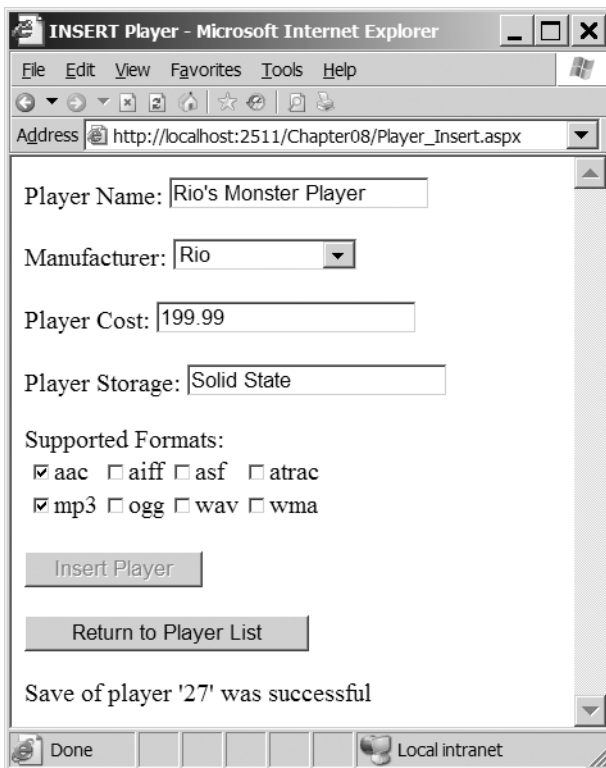 INSERT Player - Microsoft Internet Explorer
File Edit View Favorites Tools Help
Address http://localhost:2511/Chapter08/Player_Insert.aspx
Player Name: Rio's Monster Player
Manufacturer: Rio
Player Cost: 199.99
Player Storage: Solid State
Supported Formats:
aac aiff asf atrac
mp3 ogg wav wma
Insert Player
Return to Player List
Save of player '27' was successful
Done Local intranet